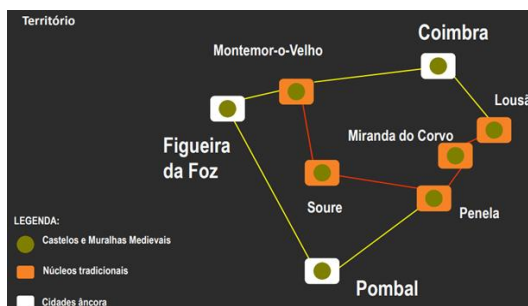 Território
Coimbra
Montemor-o-Velho
Lousã
Miranda do Corvo
Figueira
da Foz
Soure
Penela
Pombal
LEGENDA:
Castelos e Muralhas Medievais
Núcleos tradicionais
Cidades âncora